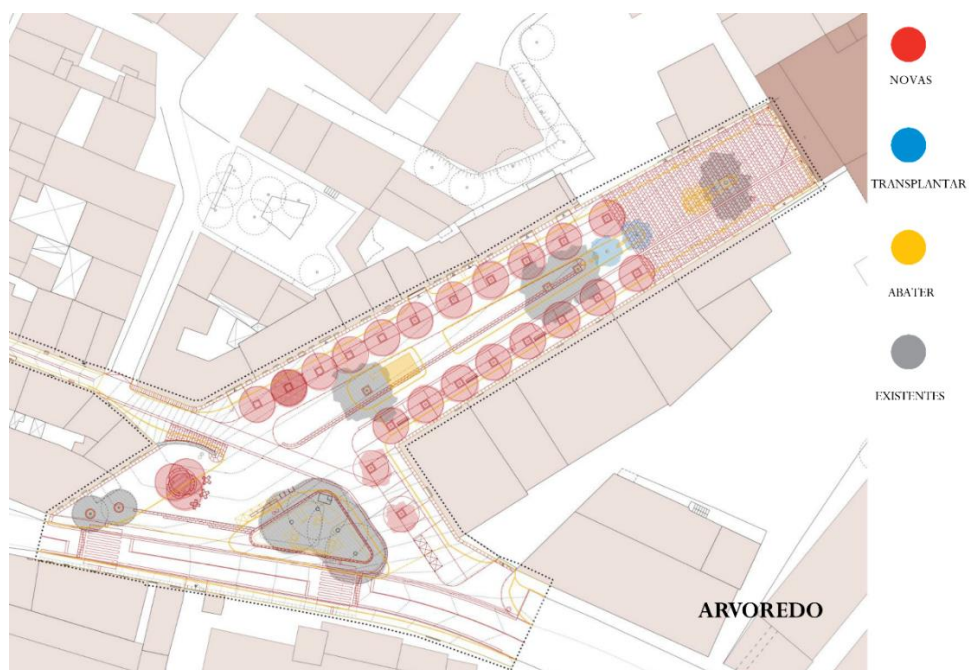 NOVAS
TRANSPLANTAR
ABATER
EXISTENTES
ARVOREDO